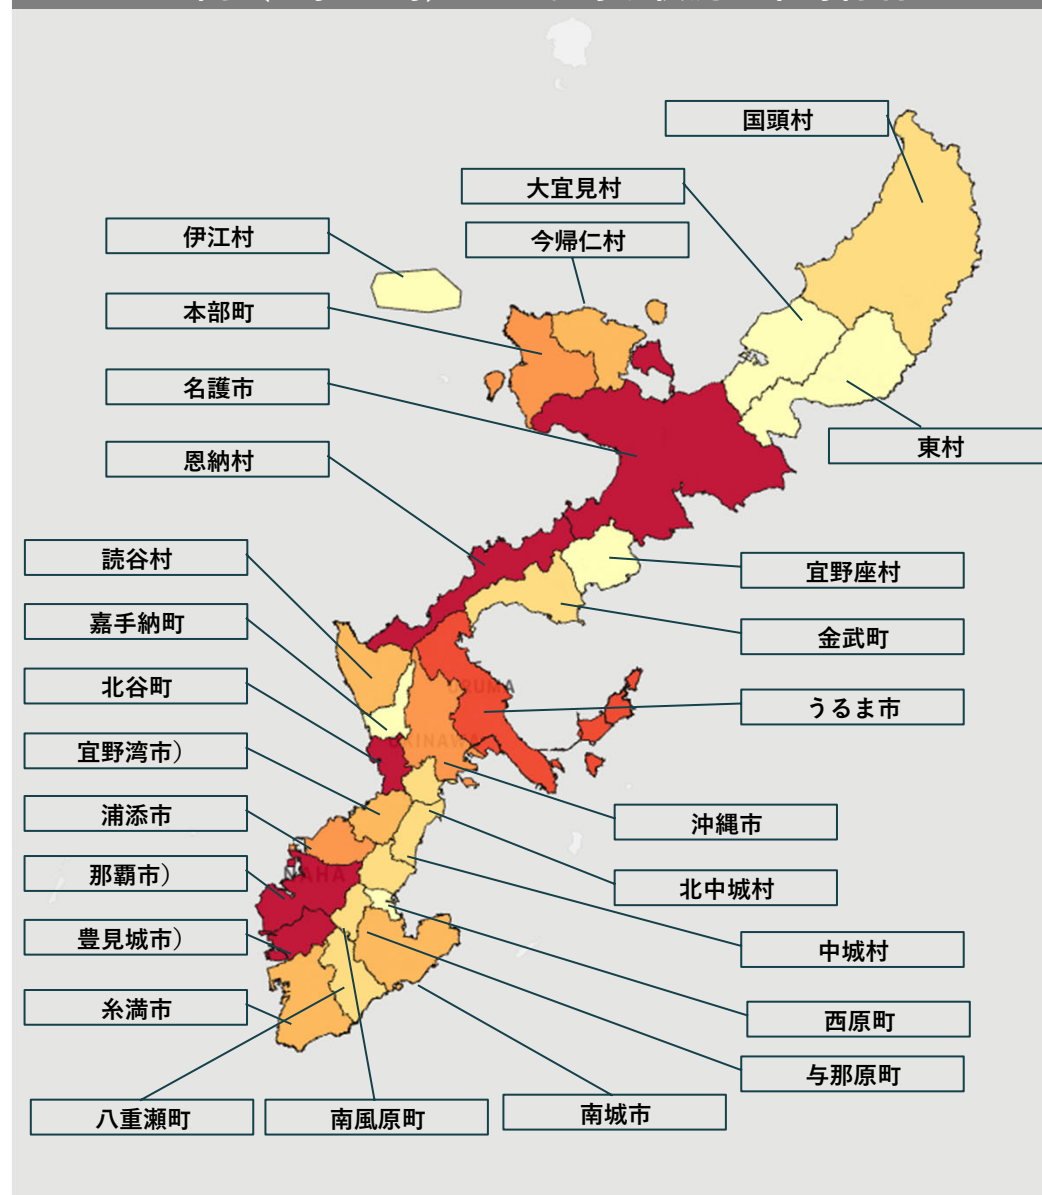 国頭村
大宜見村
今帰仁村
伊江村
本部町
名護市
東村
恩納村
読谷村
宜野座村
嘉手納町
金武町
北谷町
URUMA
うるま市
OKINAWA
宜野湾市）
浦添市
沖縄市
那覇市）
NAHA
北中城村
豊見城市）
中城村
糸満市
西原町
与那原町
八重瀬町
南風原町
南城市